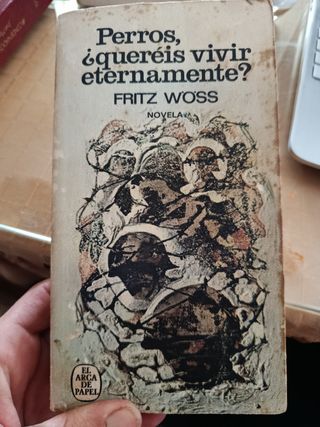 Perros,
¿queréis vivir
eternamente?
FRITZ WÖSS
NOVELA
EL
ARCA
DE
PAPEL